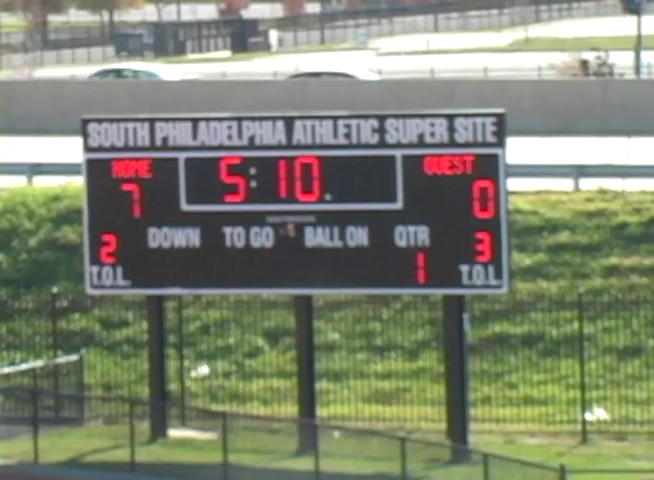 SOUTH PHILADELPHIA ATHLETIC SUPER SITE
HOME 5:10 GUEST
7 0
DOWN TO GO BALL ON QTR
2 3
T.O.L. 1 T.O.L.